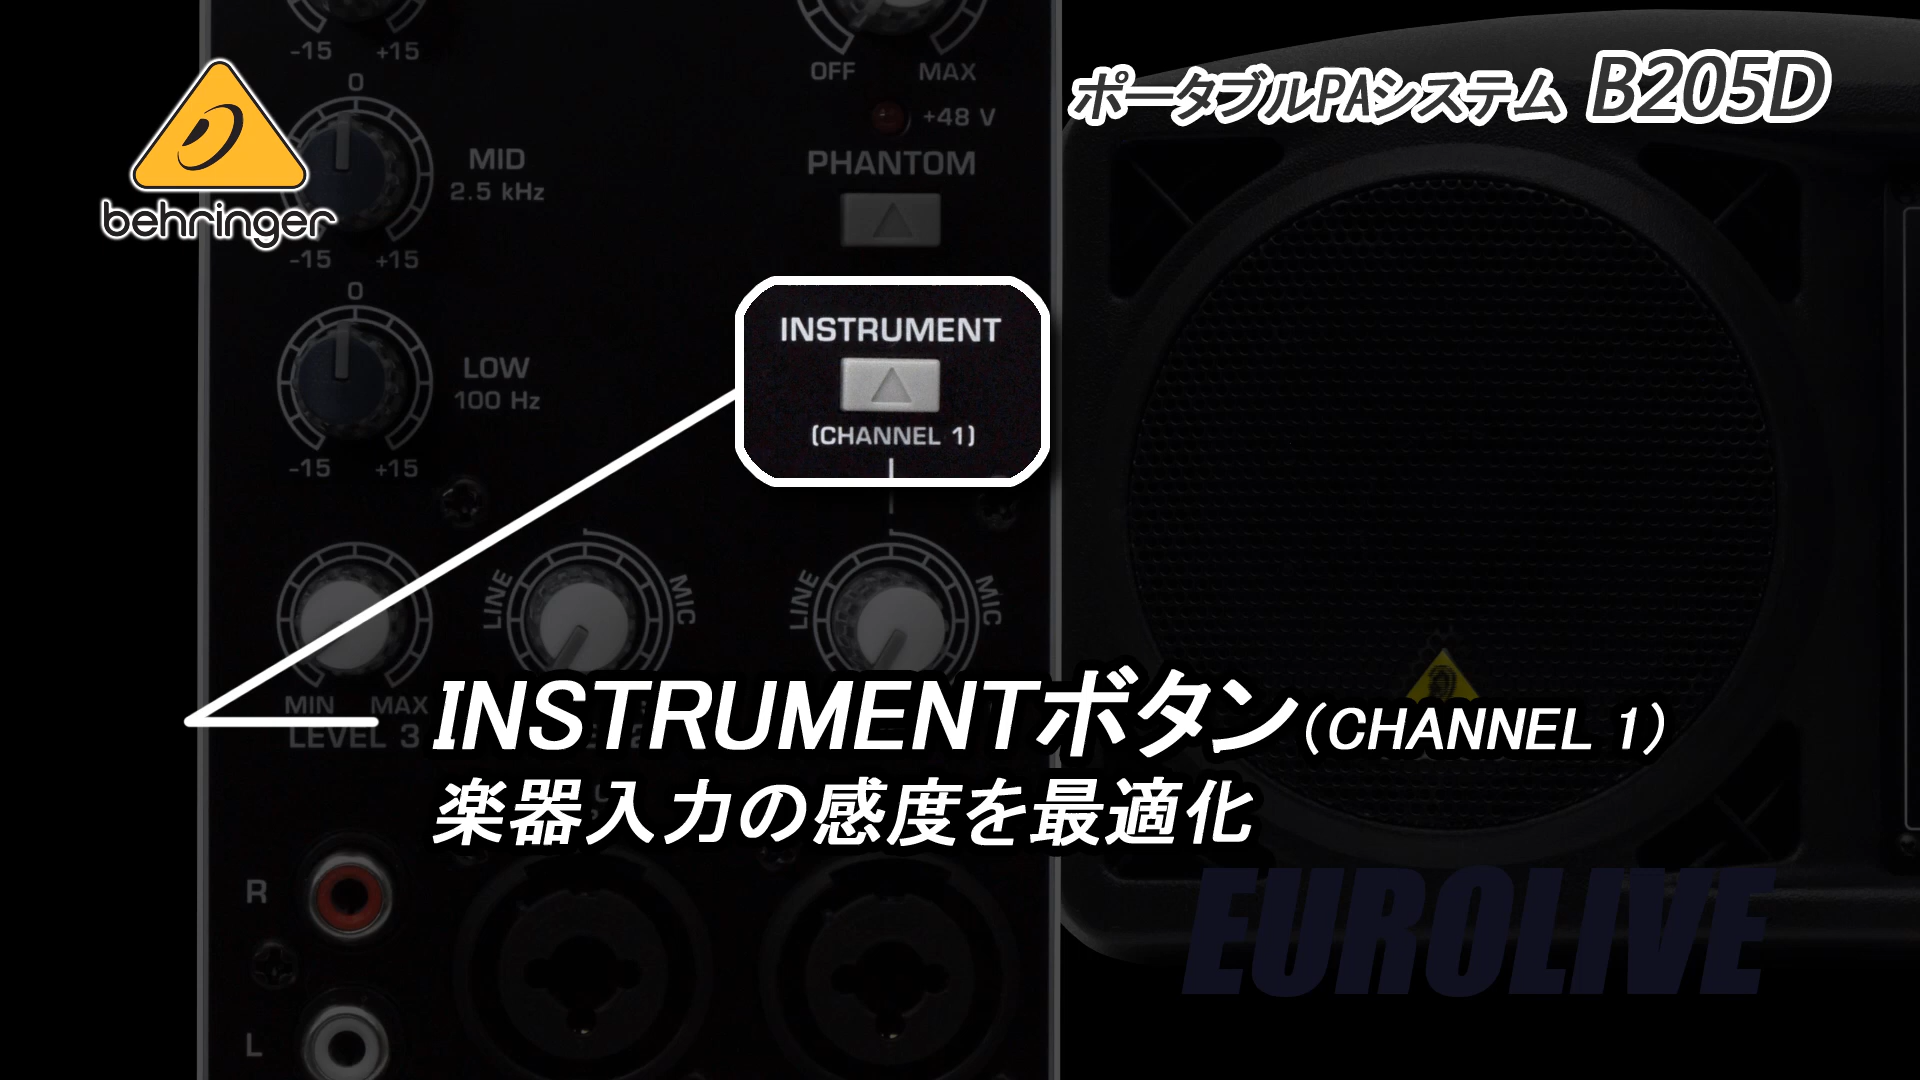 -15 +15
OFF MAX
ポータブルPAシステム B205D
0
+48 V
MID
2.5 kHz
PHANTOM
behringer
-15 +15
0
INSTRUMENT
LOW
100 Hz
(CHANNEL 1)
-15 +15
LINE MIC
LINE MIC
MIN MAX
LEVEL 3
INSTRUMENTボタン(CHANNEL 1)
楽器入力の感度を最適化
R
EUROLIVE
L